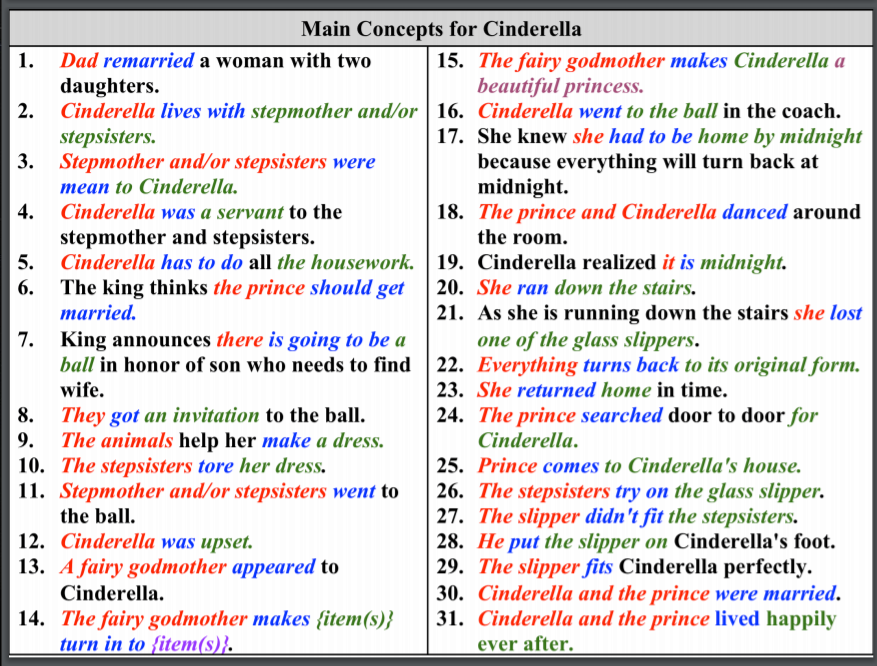 Main Concepts for Cinderella
1. Dad remarried a woman with two
daughters.
2. Cinderella lives with stepmother and/or
stepsisters.
3. Stepmother and/or stepsisters were
mean to Cinderella.
4. Cinderella was a servant to the
stepmother and stepsisters.
5. Cinderella has to do all the housework.
6. The king thinks the prince should get
married.
7. King announces there is going to be a
ball in honor of son who needs to find
wife.
8. They got an invitation to the ball.
9. The animals help her make a dress.
10. The stepsisters tore her dress.
11. Stepmother and/or stepsisters went to
the ball.
12. Cinderella was upset.
13. A fairy godmother appeared to
Cinderella.
14. The fairy godmother makes {item(s)}
turn in to {item(s)}.
15. The fairy godmother makes Cinderella a
beautiful princess.
16. Cinderella went to the ball in the coach.
17. She knew she had to be home by midnight
because everything will turn back at
midnight.
18. The prince and Cinderella danced around
the room.
19. Cinderella realized it is midnight.
20. She ran down the stairs.
21. As she is running down the stairs she lost
one of the glass slippers.
22. Everything turns back to its original form.
23. She returned home in time.
24. The prince searched door to door for
Cinderella.
25. Prince comes to Cinderella's house.
26. The stepsisters try on the glass slipper.
27. The slipper didn't fit the stepsisters.
28. He put the slipper on Cinderella's foot.
29. The slipper fits Cinderella perfectly.
30. Cinderella and the prince were married.
31. Cinderella and the prince lived happily
ever after.